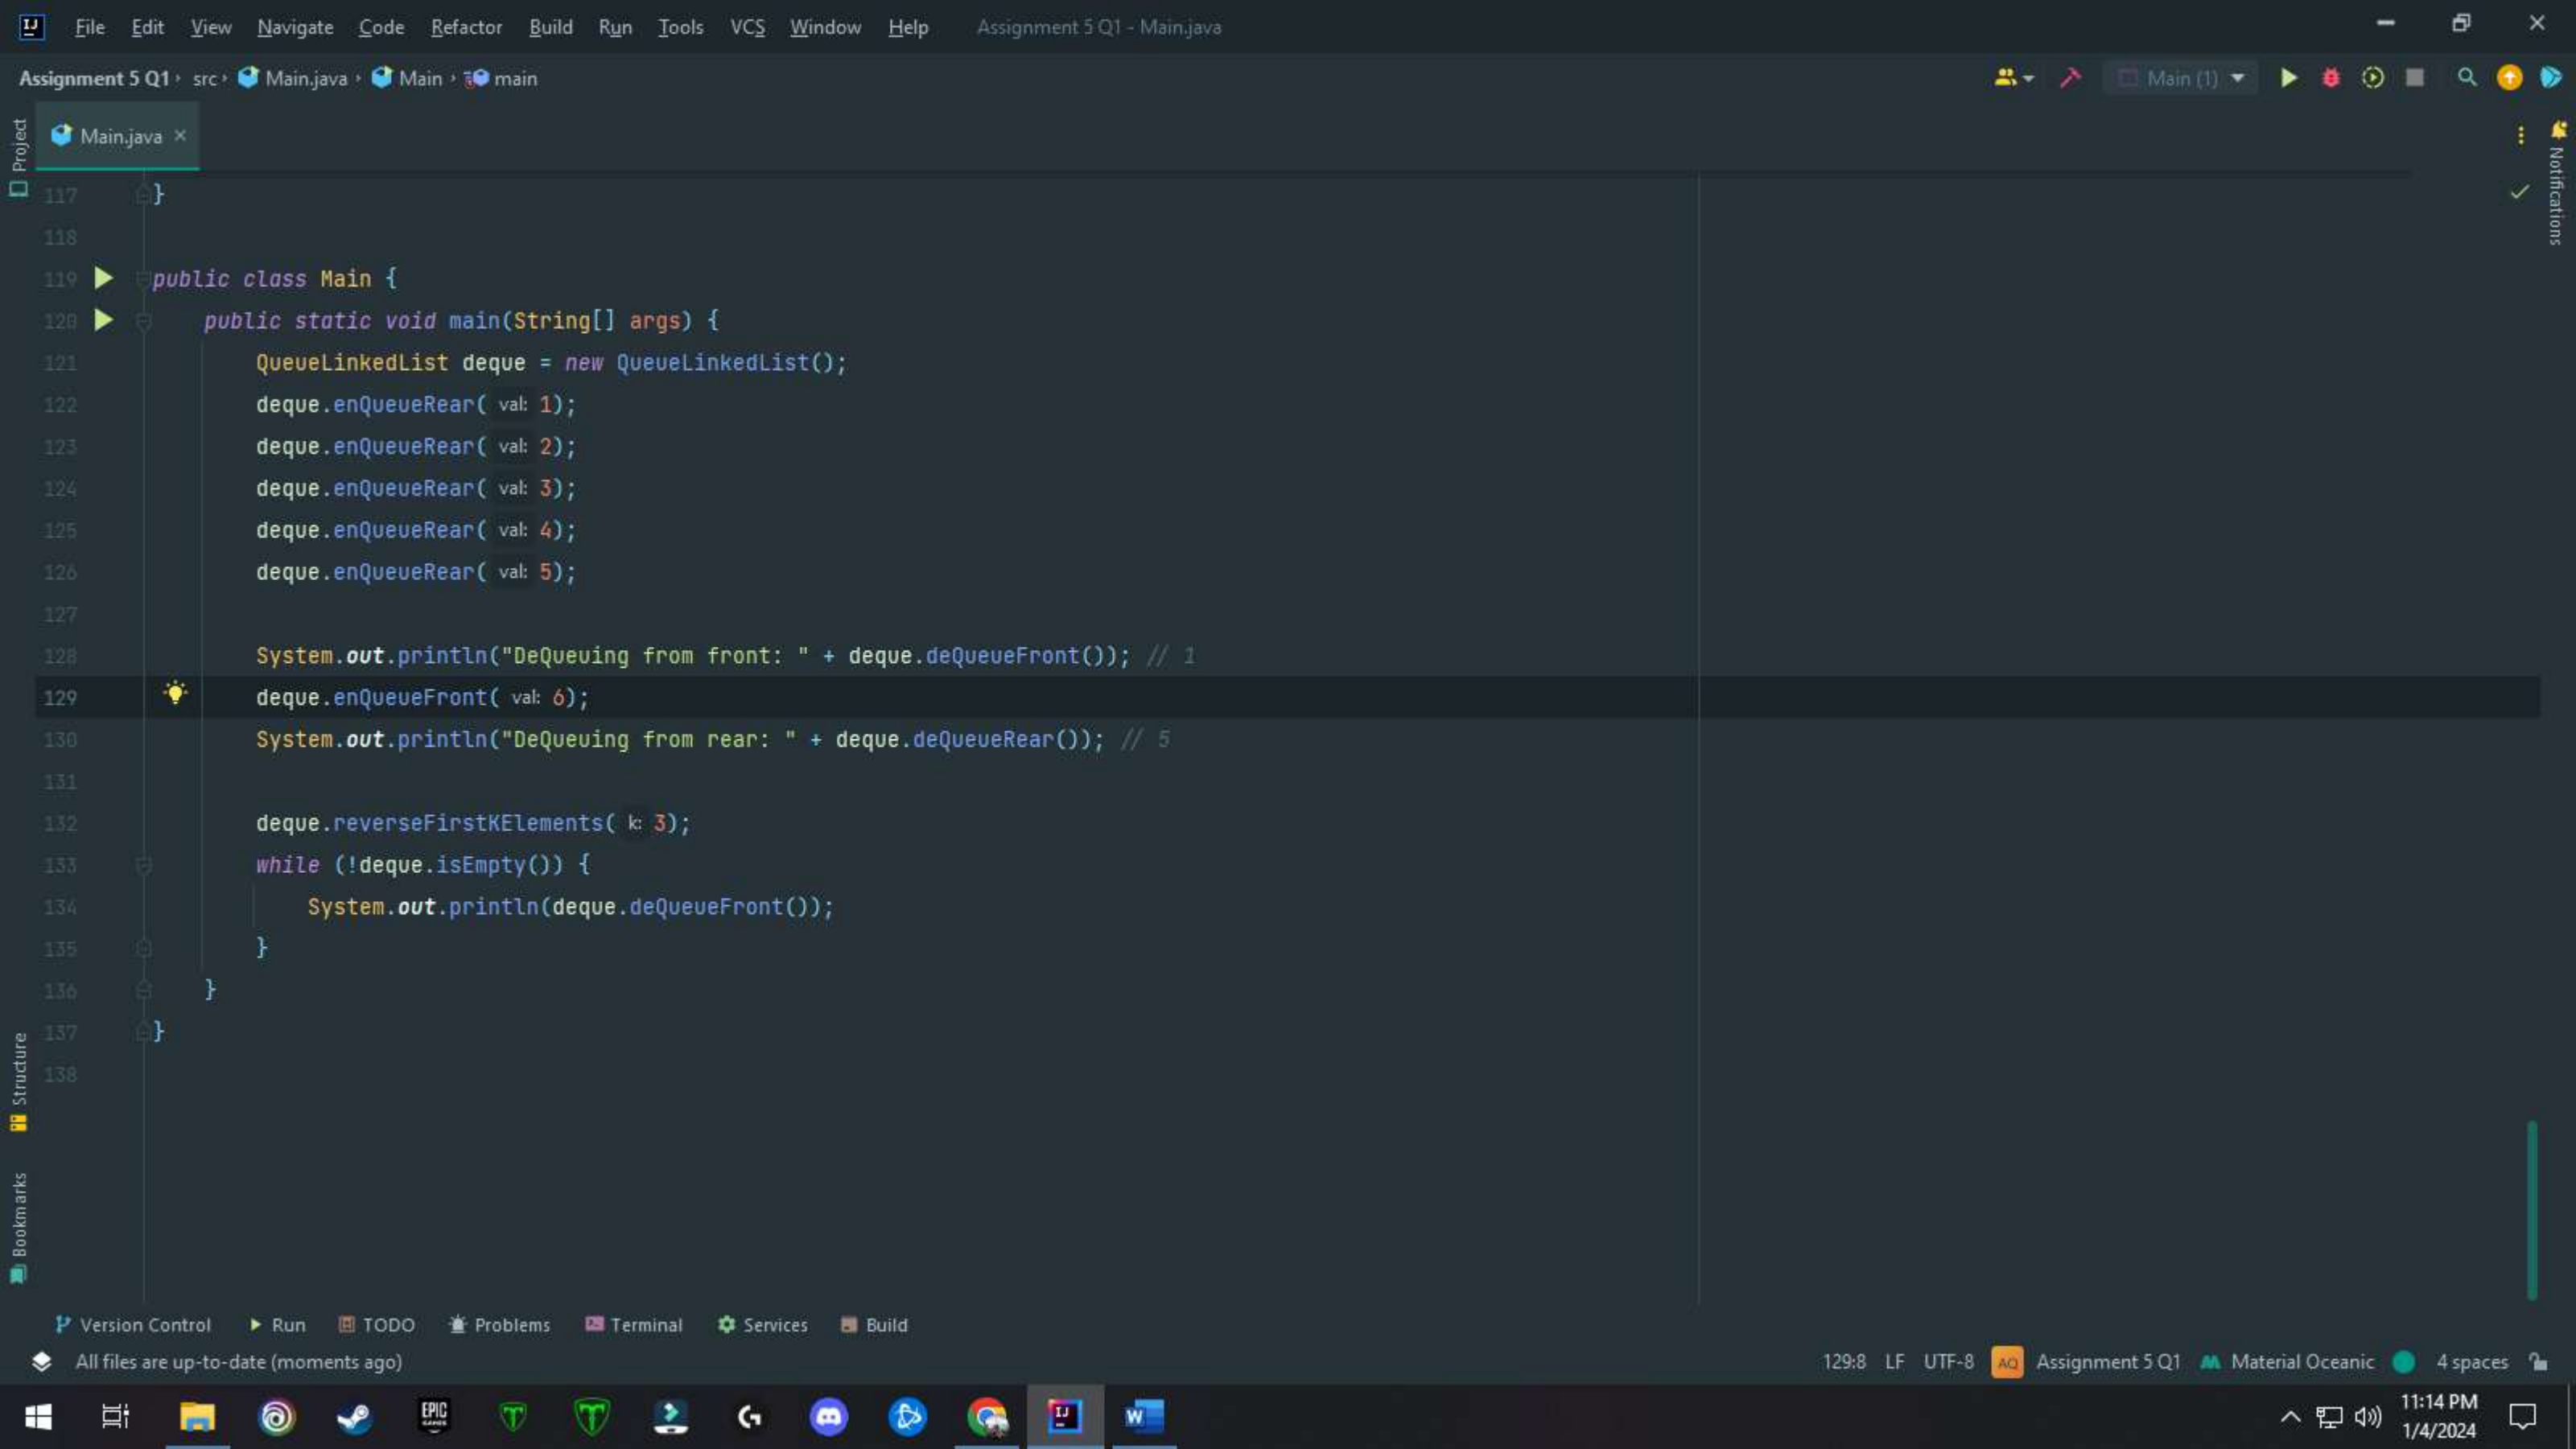 File Edit View Navigate Code Refactor Build Run Tools VCS Window Help Assignment 5 Q1 - Main.java
Assignment 5 Q1 src Main.java Main main Main (1)
Project
Main.java
Notifications
117 }
118
119 public class Main {
120 public static void main(String[] args) {
121 QueueLinkedList deque = new QueueLinkedList();
122 deque.enQueueRear( val: 1);
123 deque.enQueueRear( val: 2);
124 deque.enQueueRear( val: 3);
125 deque.enQueueRear( val: 4);
126 deque.enQueueRear( val: 5);
127
128 System.out.println("DeQueuing from front: " + deque.deQueueFront()); // 1
129 deque.enQueueFront( val: 6);
130 System.out.println("DeQueuing from rear: " + deque.deQueueRear()); // 5
131
132 deque.reverseFirstKElements( k: 3);
133 while (!deque.isEmpty()) {
134 System.out.println(deque.deQueueFront());
135 }
136 }
137 }
138
Structure
Bookmarks
Version Control Run TODO Problems Terminal Services Build
All files are up-to-date (moments ago) 129:8 LF UTF-8 AQ Assignment 5 Q1 Material Oceanic 4 spaces
EPIC GAMES
11:14 PM
1/4/2024